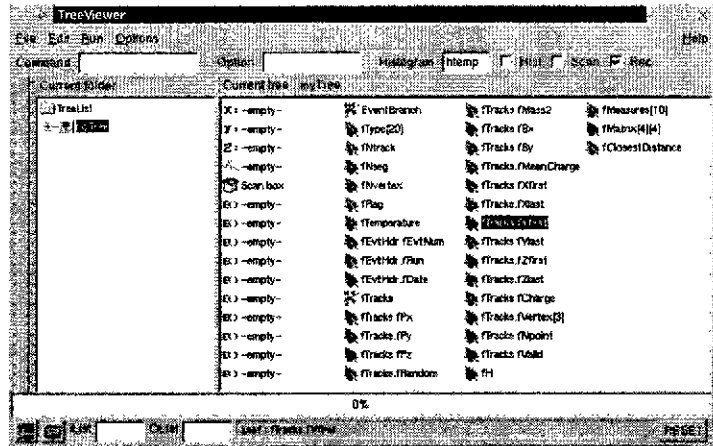 TreeViewer
File Edit Run Options Help
Command Option Histogram htemp Hist Scan Rec
Current Folder Current tree : myTree
TreeList
X: -empty-
Y: -empty-
Z: -empty-
-empty-
Scan box
E() -empty-
E() -empty-
E() -empty-
E() -empty-
E() -empty-
E() -empty-
E() -empty-
E() -empty-
E() -empty-
EventBranch
fType[20]
fNtrack
fNseg
fNvertex
fFlag
fTemperature
fEvtHdr.fEvtNum
fEvtHdr.fRun
fEvtHdr.fDate
fTracks
fTracks.fPx
fTracks.fPy
fTracks.fPz
fTracks.fRandom
fTracks.fMass2
fTracks.fBx
fTracks.fBy
fTracks.fMeanCharge
fTracks.fXfirst
fTracks.fXlast
fTracks.fYfirst
fTracks.fYlast
fTracks.fZfirst
fTracks.fZlast
fTracks.fCharge
fTracks.fVertex[3]
fTracks.fNpoint
fTracks.fValid
fH
fMeasures[10]
fMatrix[4][4]
fClosestDistance
0%
IList OList RESET